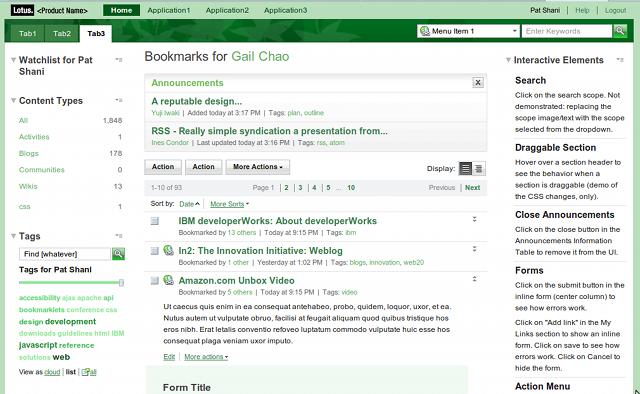 Lotus. <Product Name> Home Application1 Application2 Application3 Pat Shani | Help | Logout
Tab1 Tab2 Tab3 Menu Item 1 Enter Keywords
Watchlist for Pat Shani
Content Types
All 1,848
Activities 1
Blogs 178
Communities 0
Wikis 13
css 1
Tags
Find [whatever]
Tags for Pat Shani
accessibility ajax apache api
bookmarklets conference css
design development
downloads guidelines html IBM
javascript reference
solutions web
View as cloud | list | all
Bookmarks for Gail Chao
Announcements
A reputable design...
Yuji Iwaki | Added today at 3:17 PM | Tags: plan, outline
RSS - Really simple syndication a presentation from...
Ines Condor | Last updated today at 3:16 PM | Tags: rss, atom
Action Action More Actions Display:
1-10 of 93 Page 1 | 2 | 3 | 4 | 5 ... 10 Previous | Next
Sort by: Date | More Sorts
IBM developerWorks: About developerWorks
Bookmarked by 13 others | Today at 9:15 PM | Tags: ibm
In2: The Innovation Initiative: Weblog
Bookmarked by 1 other | Yesterday at 1:02 PM | Tags: blogs, innovation, web20
Amazon.com Unbox Video
Bookmarked by 5 others | Today at 9:15 PM | Tags: video
Ut caecus quis enim in ea consequat antehabeo, probo, quidem, loquor, uxor, et ea.
Nutus autem ut vulputate obruo, facilisi at feugait aliquam quod quibus tristique hos
eros nibh. Erat letalis conventio refoveo luptatum commodo vulputate huic esse hos
consequat plaga veniam uxor imputo.
Edit | More actions
Form Title
Interactive Elements
Search
Click on the search scope. Not
demonstrated: replacing the
scope image/text with the scope
selected from the dropdown.
Draggable Section
Hover over a section header to
see the behavior when a
section is draggable (demo of
the CSS changes, only).
Close Announcements
Click on the close button in the
Announcements Information
Table to remove it from the UI.
Forms
Click on the submit button in the
inline form (center column) to
see how errors work.
Click on "Add link" in the My
Links section to show an inline
form. Click on save to see how
errors work. Click on Cancel to
hide the form.
Action Menu